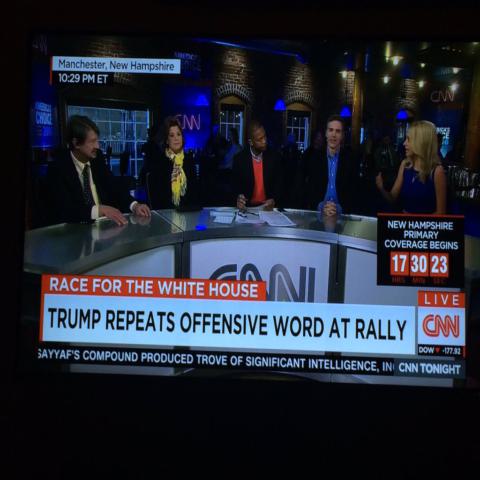 Manchester, New Hampshire
10:29 PM ET
CNN
CNN
CNN
NEW HAMPSHIRE
PRIMARY
COVERAGE BEGINS
17 30 23
HRS MIN SEC
RACE FOR THE WHITE HOUSE
LIVE
TRUMP REPEATS OFFENSIVE WORD AT RALLY
CNN
DOW -177.92
SAYYAF'S COMPOUND PRODUCED TROVE OF SIGNIFICANT INTELLIGENCE, IN
CNN TONIGHT